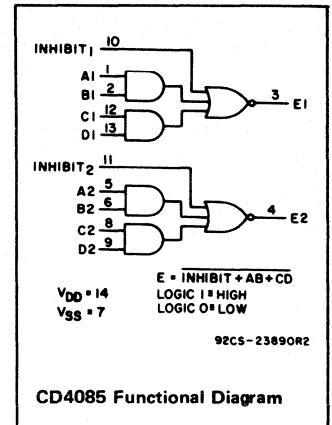 INHIBIT1 10
A1 1
B1 2
3 E1
C1 12
D1 13
INHIBIT2 11
A2 5
B2 6
4 E2
C2 8
D2 9
E = INHIBIT + AB + CD
VDD = 14 LOGIC 1 = HIGH
VSS = 7 LOGIC 0 = LOW
92CS-23890R2
CD4085 Functional Diagram